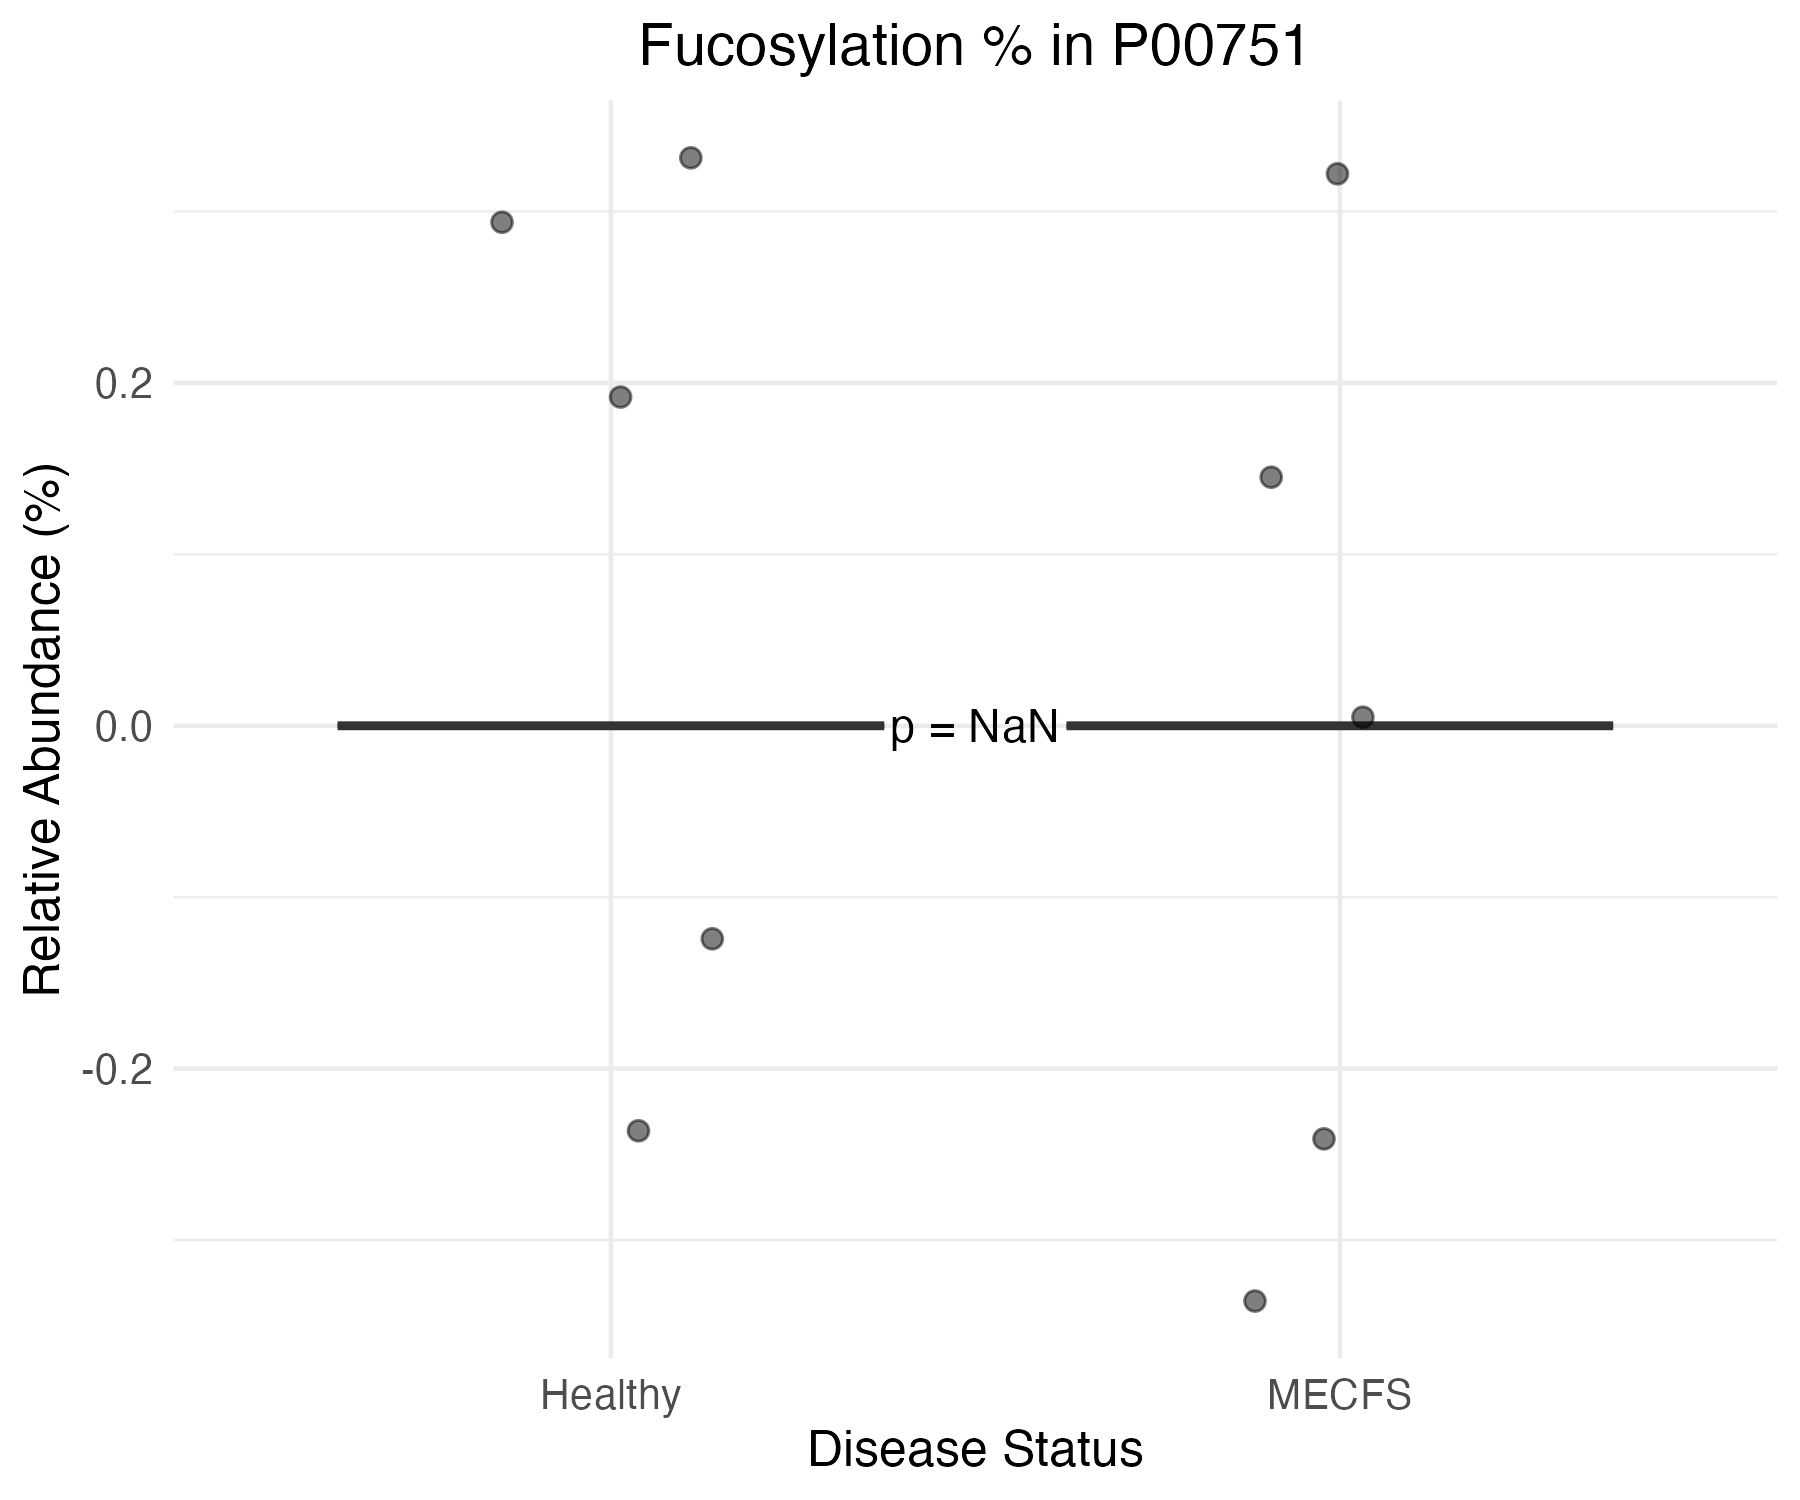 Fucosylation % in P00751
Relative Abundance (%)
0.2
0.0
-0.2
p = NaN
Healthy
MECFS
Disease Status